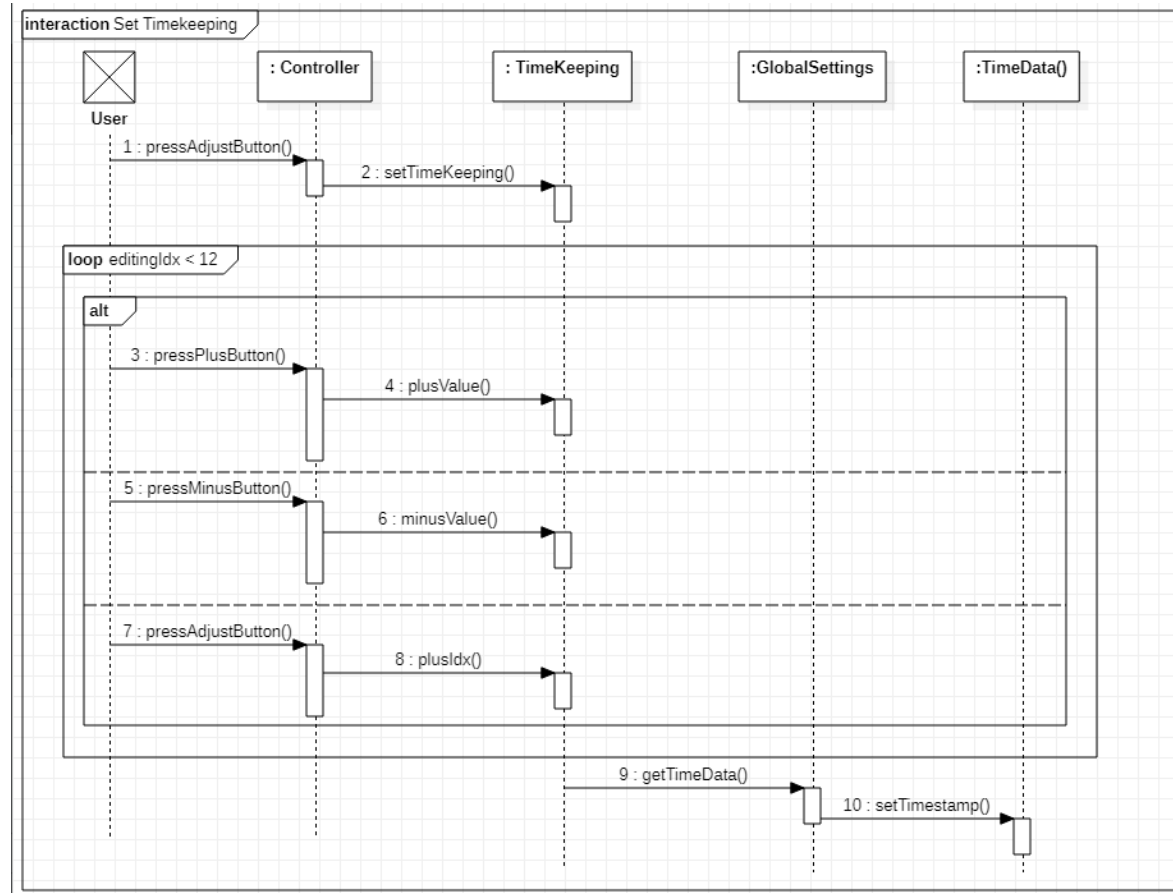 interaction Set Timekeeping
: Controller
: TimeKeeping
:GlobalSettings
:TimeData()
User
1 : pressAdjustButton()
2 : setTimeKeeping()
loop editingIdx < 12
alt
3 : pressPlusButton()
4 : plusValue()
5 : pressMinusButton()
6 : minusValue()
7 : pressAdjustButton()
8 : plusIdx()
9 : getTimeData()
10 : setTimestamp()